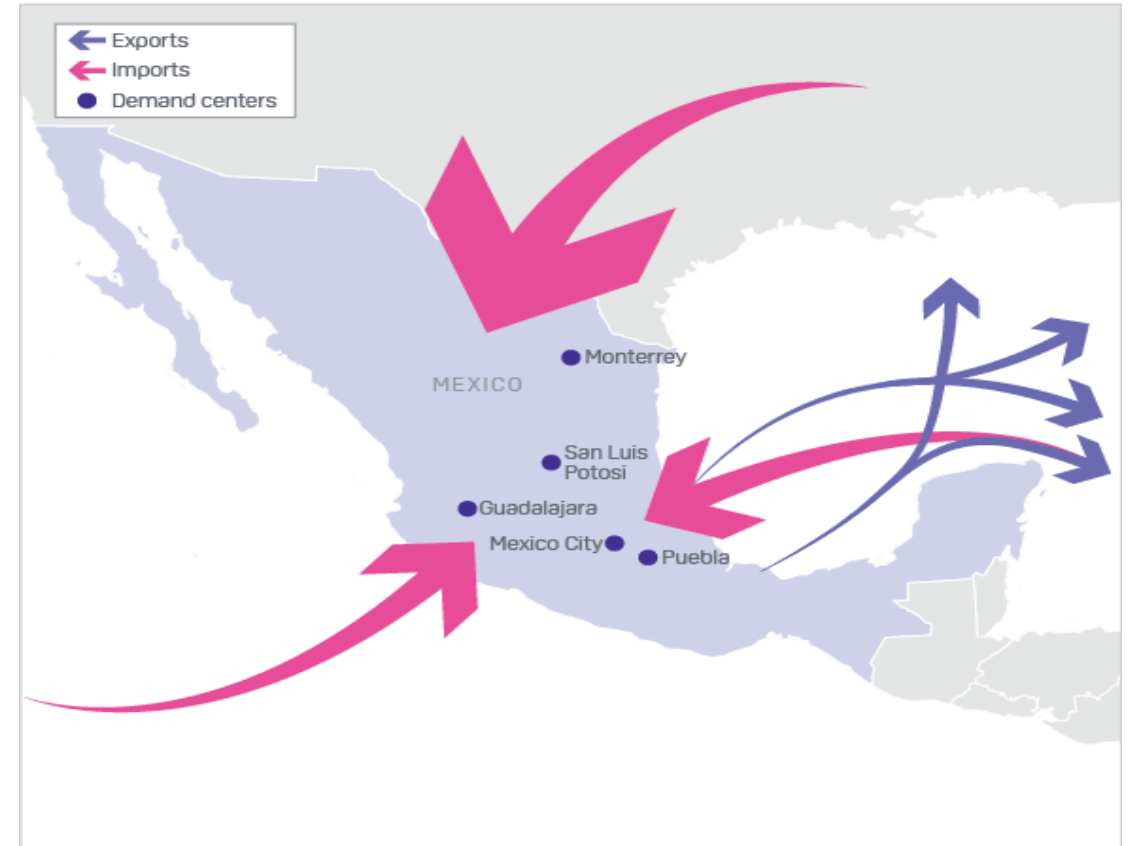 Exports
Imports
Demand centers
Monterrey
MEXICO
San Luis
Potosi
Guadalajara
Mexico City
Puebla